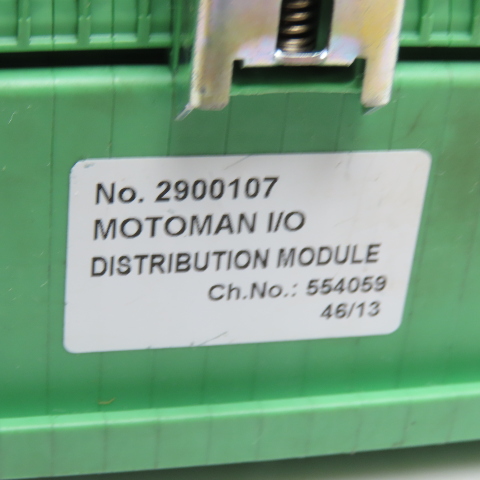 No. 2900107
MOTOMAN I/O
DISTRIBUTION MODULE
Ch.No.: 554059
46/13